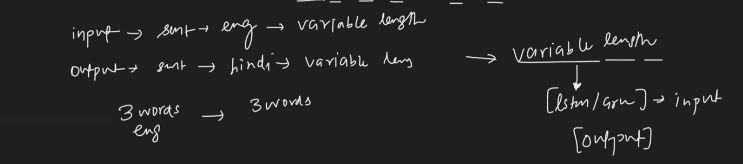 input → sent → eng → variable length
output → sent → hindi → variable leng
→ variable length
3 words eng → 3 words
[lstm/gru] → input
[output]